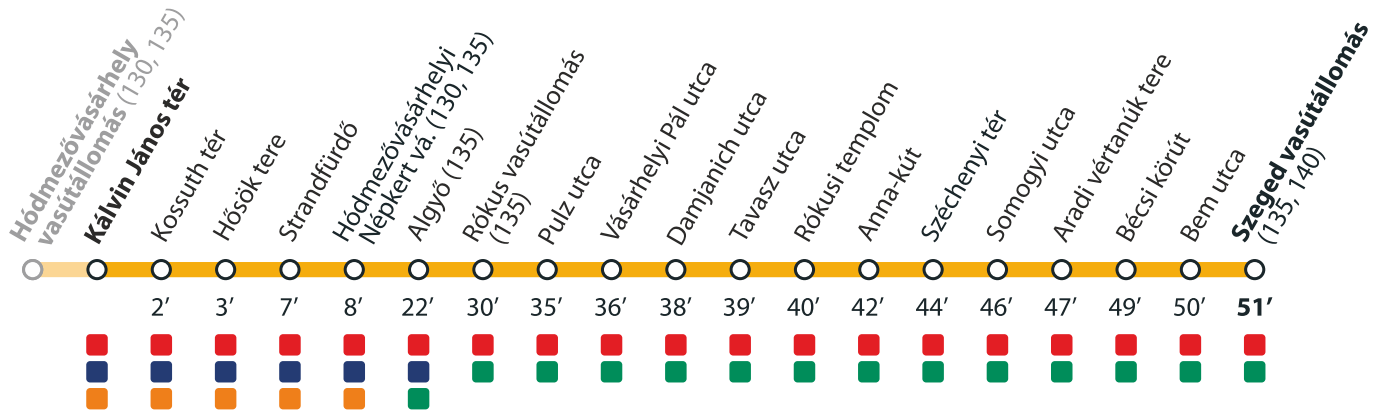 Hódmezővásárhely
vasútállomás (130, 135)
Kálvin János tér
Kossuth tér
Hősök tere
Strandfürdő
Hódmezővásárhelyi
Népkert vá. (130, 135)
Algyő (135)
Rókus vasútállomás
(135)
Pulz utca
Vásárhelyi Pál utca
Damjanich utca
Tavasz utca
Rókusi templom
Anna-kút
Széchenyi tér
Somogyi utca
Aradi vértanúk tere
Bécsi körút
Bem utca
Szeged vasútállomás
(135, 140)
2′ 3′ 7′ 8′ 22′ 30′ 35′ 36′ 38′ 39′ 40′ 42′ 44′ 46′ 47′ 49′ 50′ 51′